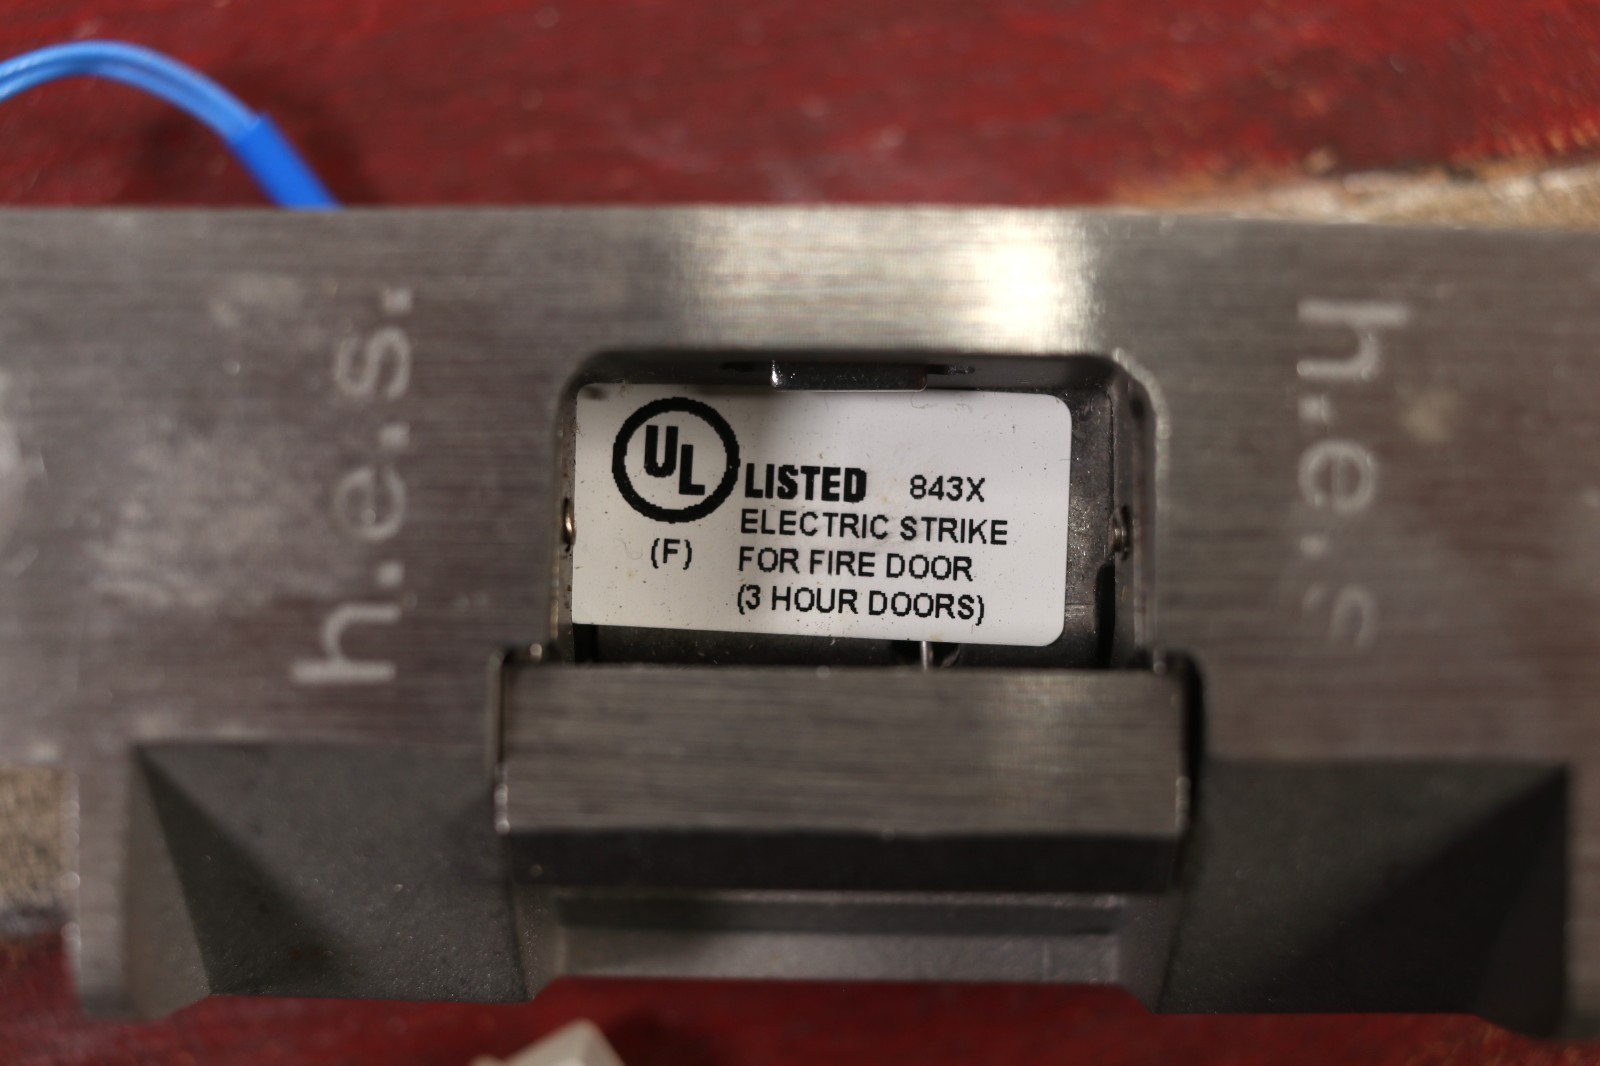 h.e.s.
UL LISTED 843X
(F) ELECTRIC STRIKE
FOR FIRE DOOR
(3 HOUR DOORS)
h.e.s